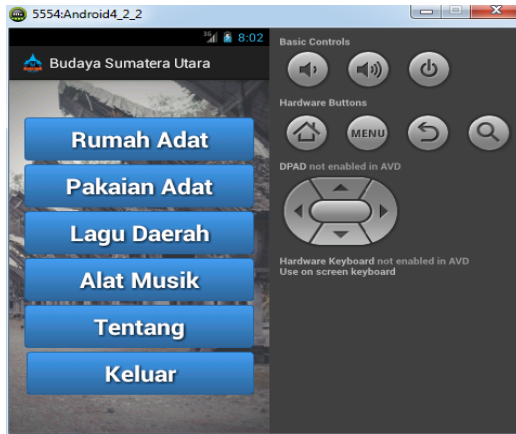 5554:Android4_2_2
3G 8:02
Budaya Sumatera Utara
Rumah Adat
Pakaian Adat
Lagu Daerah
Alat Musik
Tentang
Keluar
Basic Controls
Hardware Buttons
MENU
DPAD not enabled in AVD
Hardware Keyboard not enabled in AVD
Use on screen keyboard